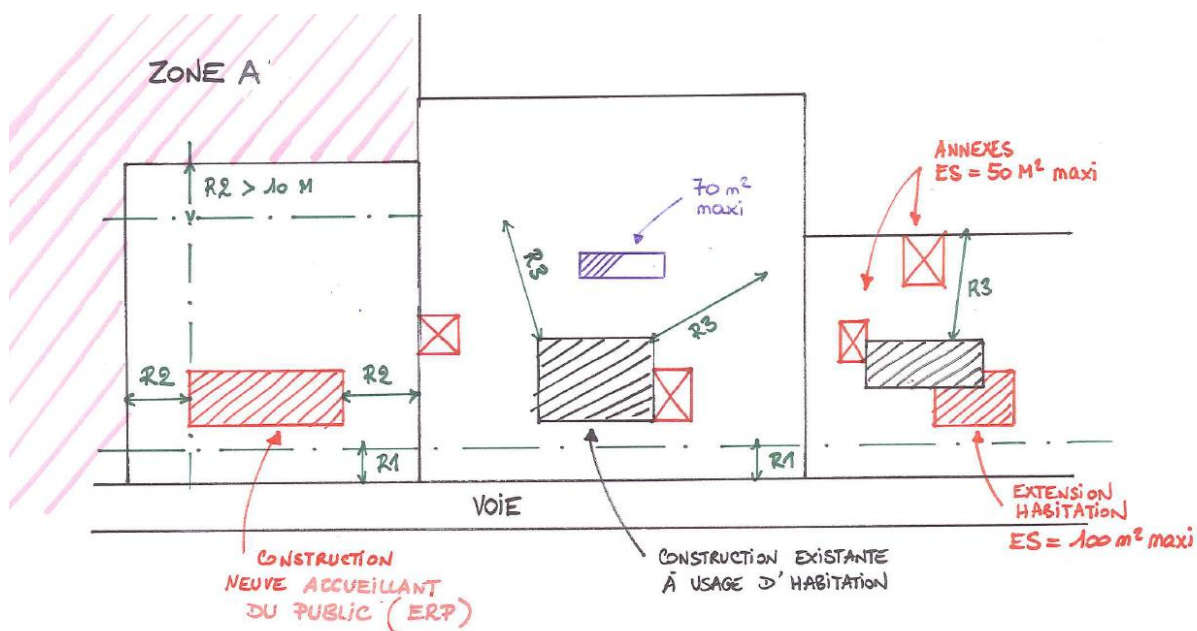 ZONE A
R2 > 10 M
70 m²
maxi
ANNEXES
ES = 50 M² maxi
R3
R3
R3
R2
R2
R1
R1
VOIE
CONSTRUCTION
NEUVE ACCUEILLANT
DU PUBLIC (ERP)
CONSTRUCTION EXISTANTE
À USAGE D'HABITATION
EXTENSION
HABITATION
ES = 100 m² maxi